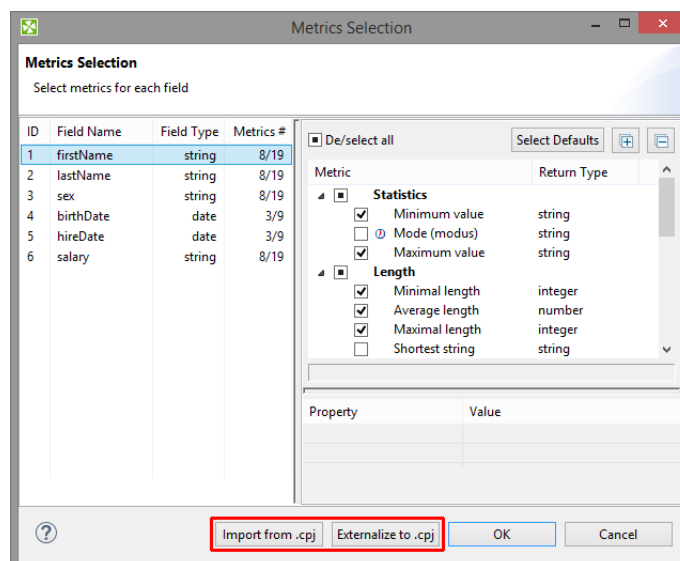 Metrics Selection
Metrics Selection
Select metrics for each field
ID Field Name Field Type Metrics #
1 firstName string 8/19
2 lastName string 8/19
3 sex string 8/19
4 birthDate date 3/9
5 hireDate date 3/9
6 salary string 8/19
De/select all Select Defaults
Metric Return Type
Statistics
Minimum value string
Mode (modus) string
Maximum value string
Length
Minimal length integer
Average length number
Maximal length integer
Shortest string string
Property Value
Import from .cpj Externalize to .cpj OK Cancel